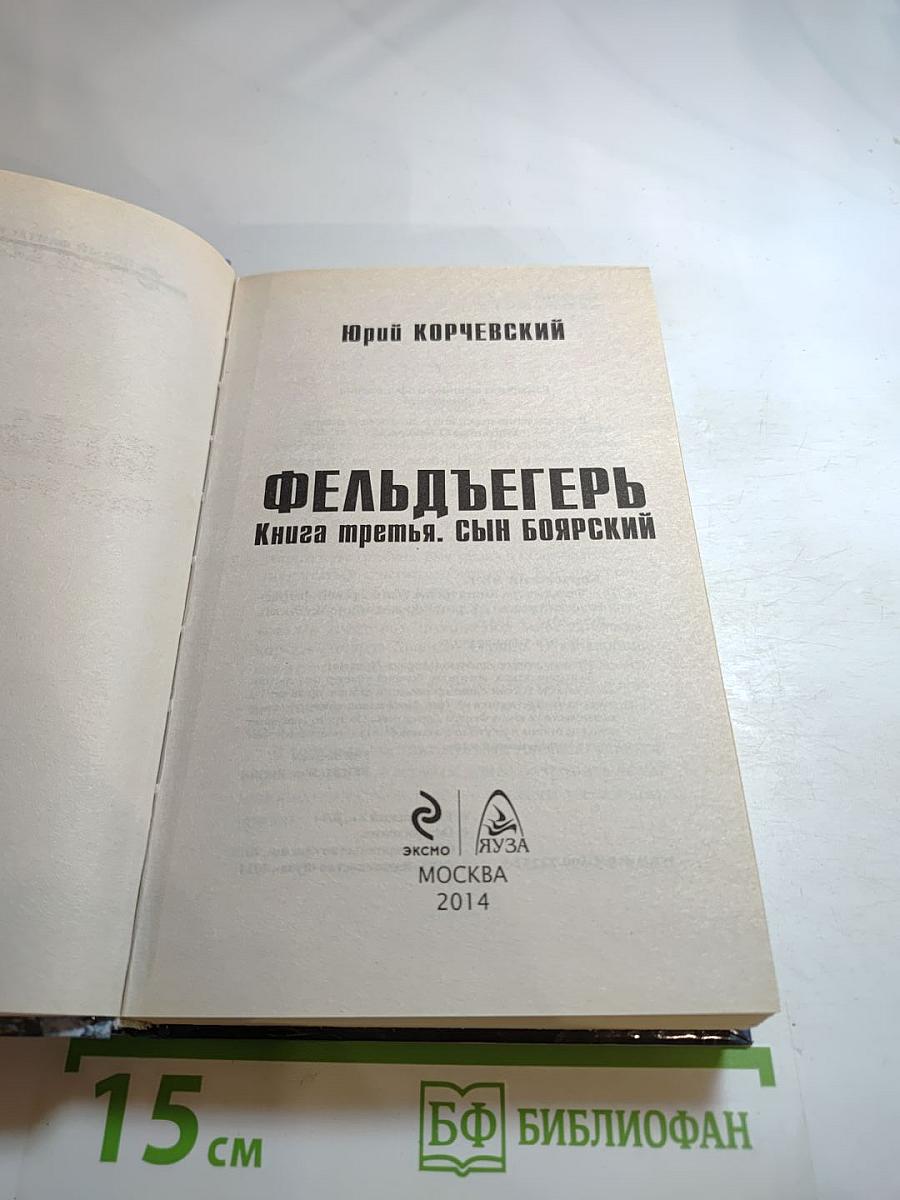 Юрий КОРЧЕВСКИЙ
ФЕЛЬДЪЕГЕРЬ
Книга третья. СЫН БОЯРСКИЙ
ЭКСМО
ЯУЗА
МОСКВА
2014
15 см
БФ БИБЛИОФАН